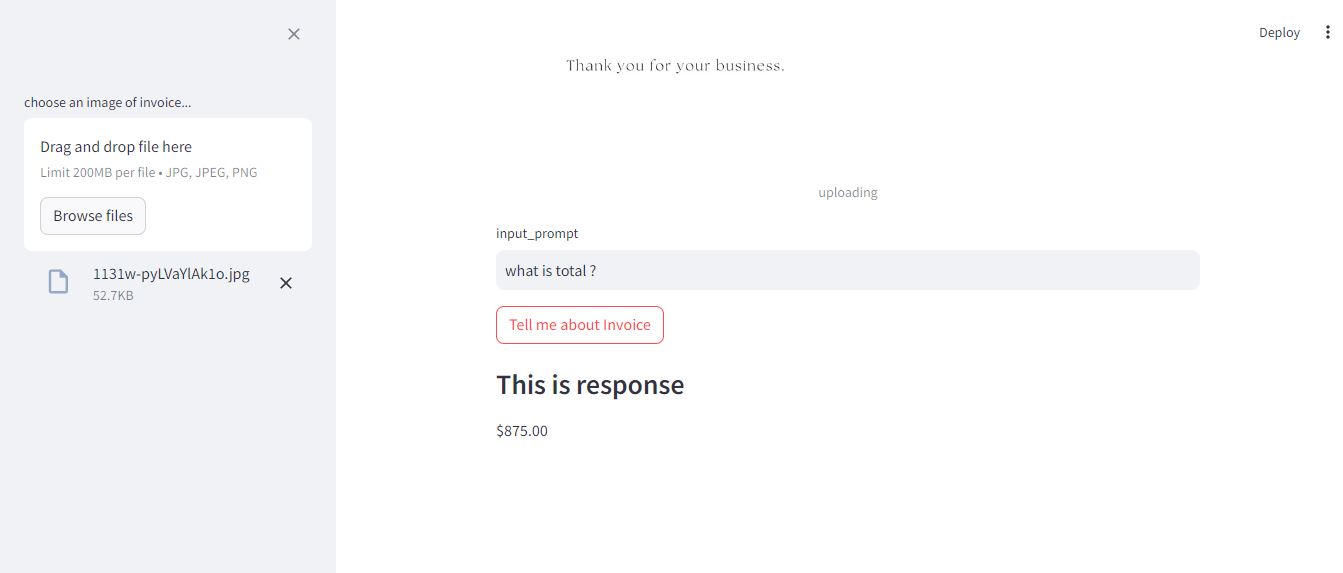 choose an image of invoice...
Drag and drop file here
Limit 200MB per file • JPG, JPEG, PNG
Browse files
1131w-pyLVaYlAk1o.jpg
52.7KB
Deploy
Thank you for your business.
uploading
input_prompt
what is total ?
Tell me about Invoice
This is response
$875.00